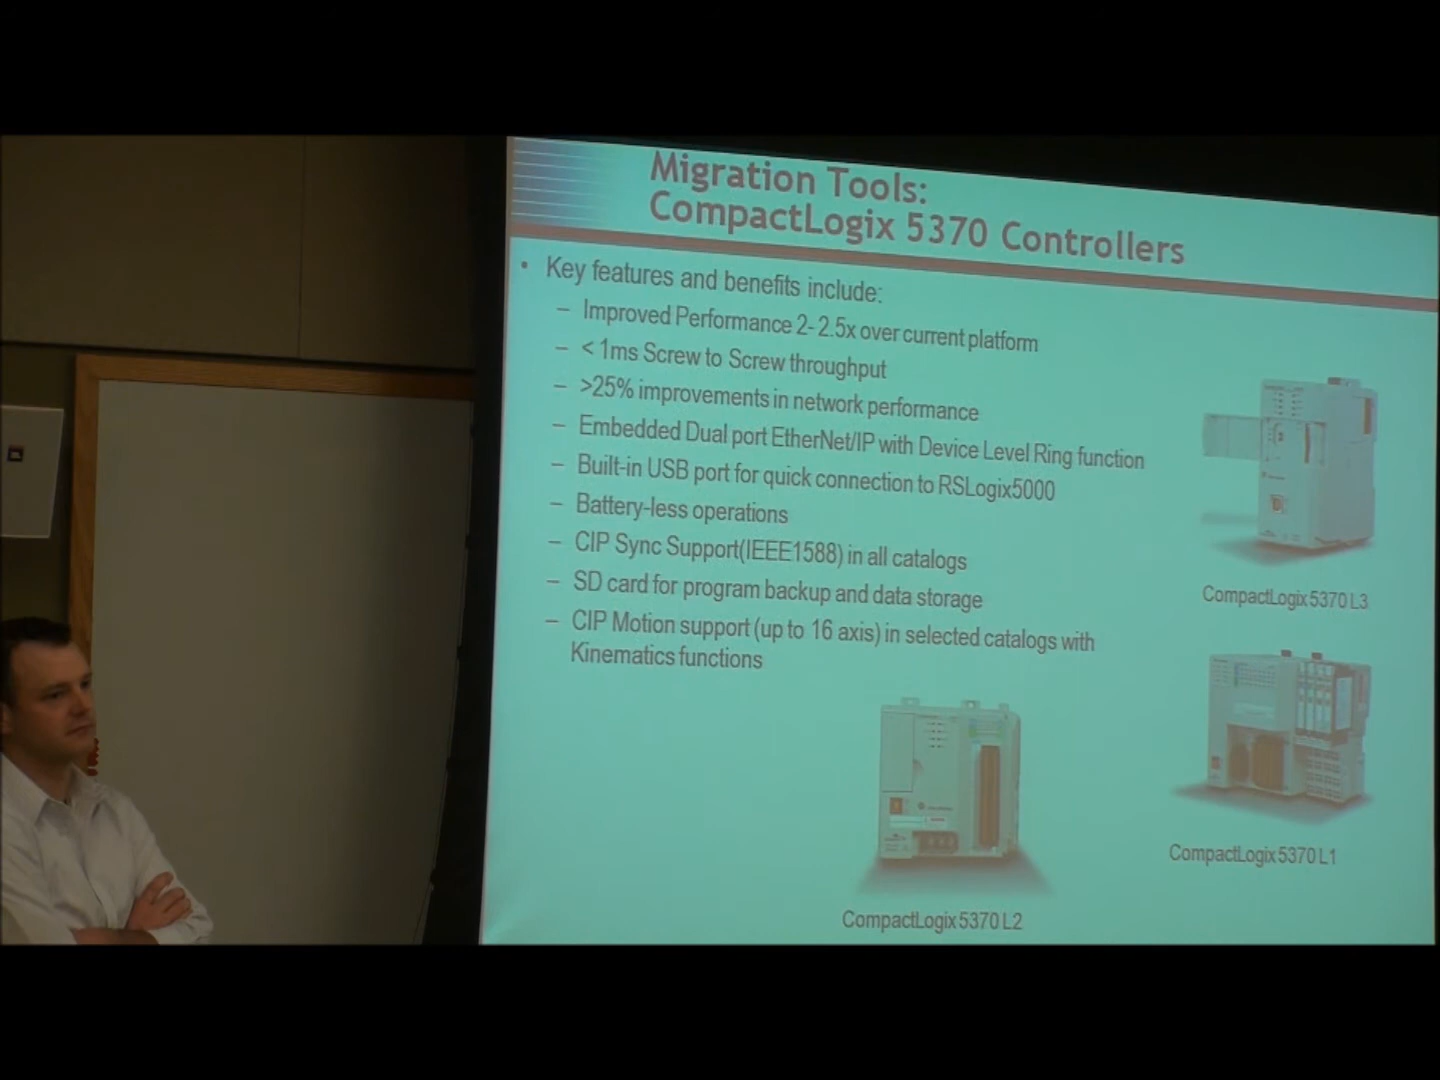 Migration Tools:
CompactLogix 5370 Controllers
• Key features and benefits include:
– Improved Performance 2- 2.5x over current platform
– < 1ms Screw to Screw throughput
– >25% improvements in network performance
– Embedded Dual port EtherNet/IP with Device Level Ring function
– Built-in USB port for quick connection to RSLogix5000
– Battery-less operations
– CIP Sync Support(IEEE1588) in all catalogs
– SD card for program backup and data storage
– CIP Motion support (up to 16 axis) in selected catalogs with
Kinematics functions
CompactLogix 5370 L3
CompactLogix 5370 L1
CompactLogix 5370 L2